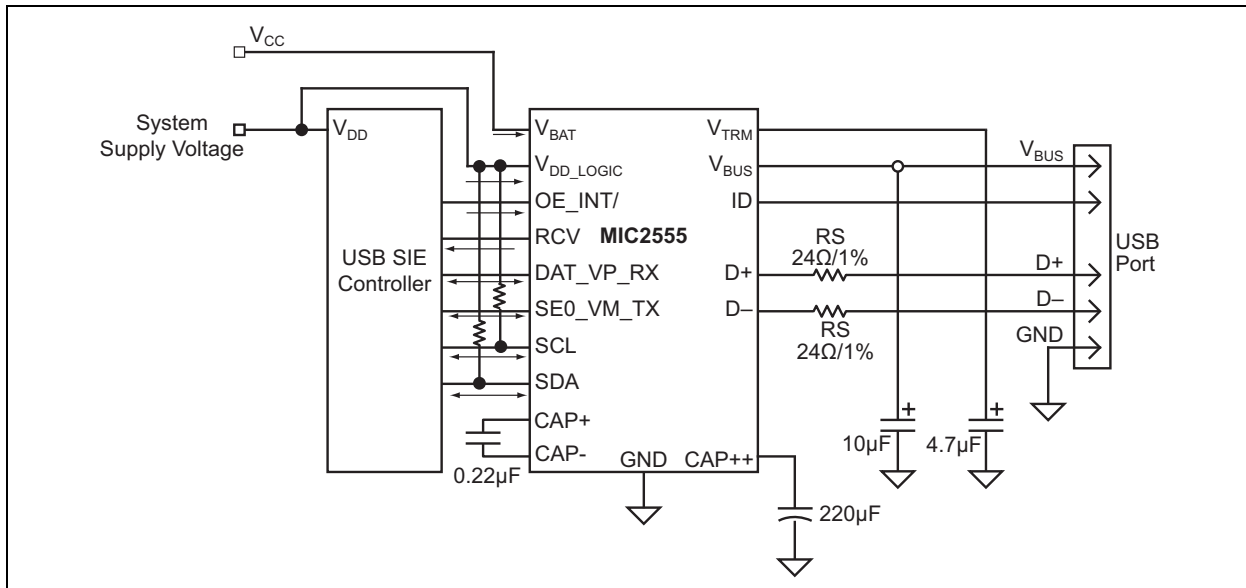 VCC
System
Supply Voltage
VDD
USB SIE
Controller
VBAT
VDD_LOGIC
OE_INT/
RCV
MIC2555
DAT_VP_RX
SE0_VM_TX
SCL
SDA
CAP+
CAP-
0.22µF
GND
CAP++
220µF
VTRM
VBUS
ID
D+
D–
RS
24Ω/1%
RS
24Ω/1%
10µF
+
4.7µF
+
VBUS
D+
D–
GND
USB
Port